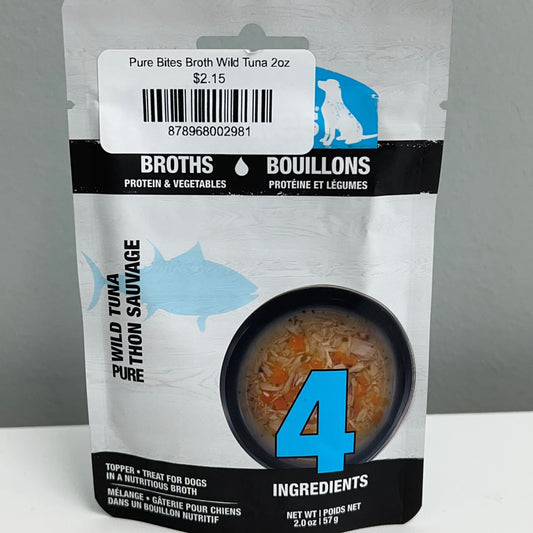 Pure Bites Broth Wild Tuna 2oz
$2.15
878968002981
BROTHS BOUILLONS
PROTEIN & VEGETABLES PROTÉINE ET LÉGUMES
PURE WILD TUNA
THON SAUVAGE
4
INGREDIENTS
TOPPER • TREAT FOR DOGS
IN A NUTRITIOUS BROTH
MÉLANGE • GÂTERIE POUR CHIENS
DANS UN BOUILLON NUTRITIF
NET WT | POIDS NET
2.0 oz | 57 g